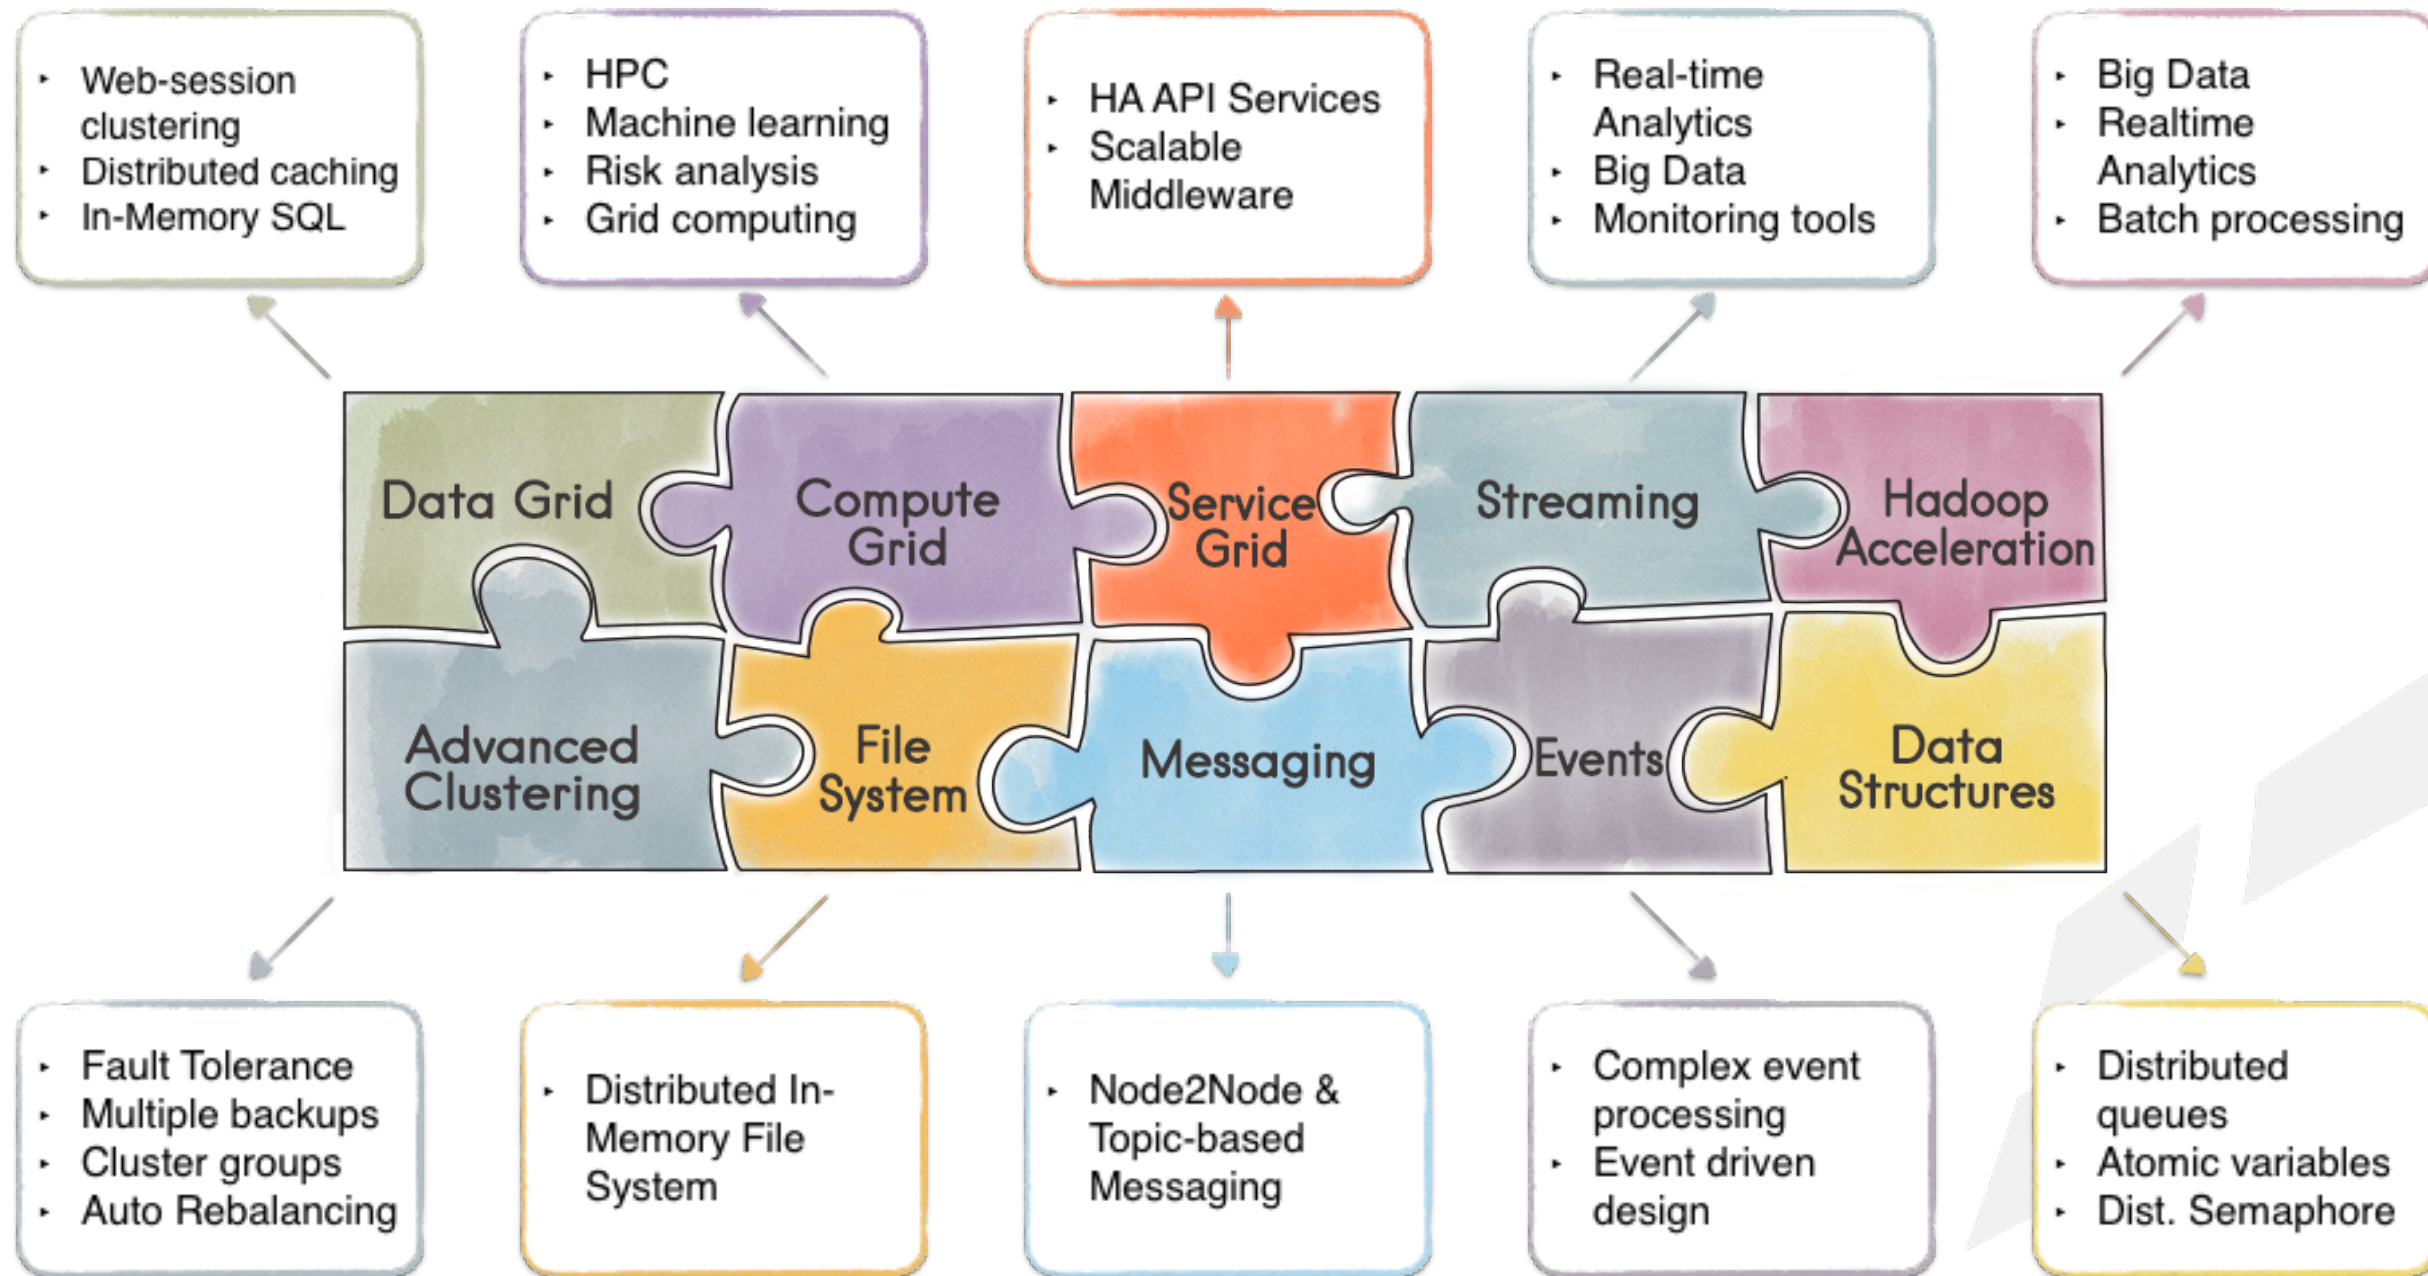 Web-session
clustering
Distributed caching
In-Memory SQL
HPC
Machine learning
Risk analysis
Grid computing
HA API Services
Scalable
Middleware
Real-time
Analytics
Big Data
Monitoring tools
Big Data
Realtime
Analytics
Batch processing
Data Grid
Compute
Grid
Service
Grid
Streaming
Hadoop
Acceleration
Advanced
Clustering
File
System
Messaging
Events
Data
Structures
Fault Tolerance
Multiple backups
Cluster groups
Auto Rebalancing
Distributed In-
Memory File
System
Node2Node &
Topic-based
Messaging
Complex event
processing
Event driven
design
Distributed
queues
Atomic variables
Dist. Semaphore